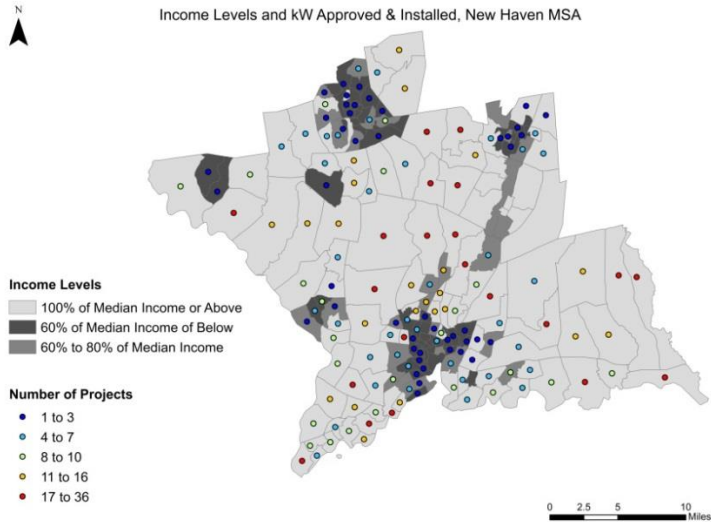 Income Levels and kW Approved & Installed, New Haven MSA
N
Income Levels
100% of Median Income or Above
60% of Median Income of Below
60% to 80% of Median Income
Number of Projects
1 to 3
4 to 7
8 to 10
11 to 16
17 to 36
0 2.5 5 10
Miles